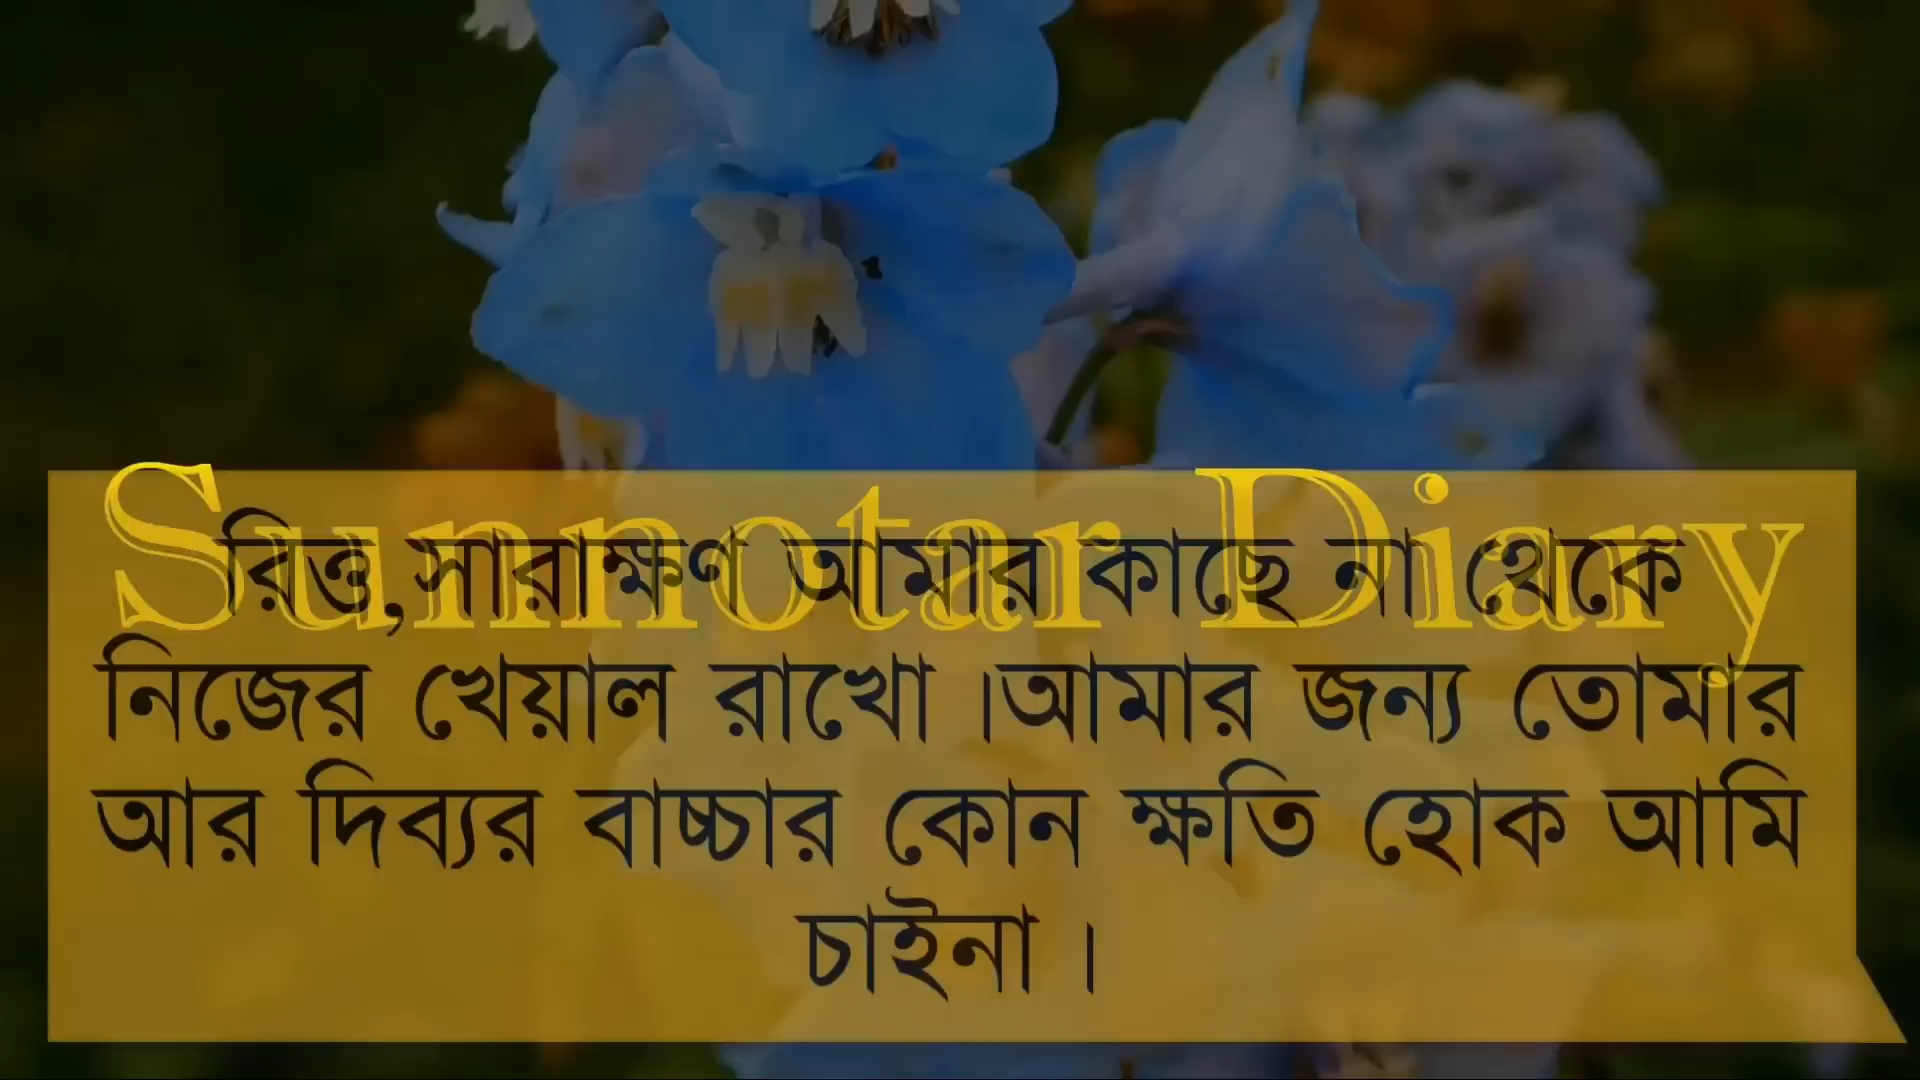 Sunnotar Diary
রিত্ত,সারাক্ষণ আমার কাছে না থেকে
নিজের খেয়াল রাখো ।আমার জন্য তোমার
আর দিব্যর বাচ্চার কোন ক্ষতি হোক আমি
চাইনা ।